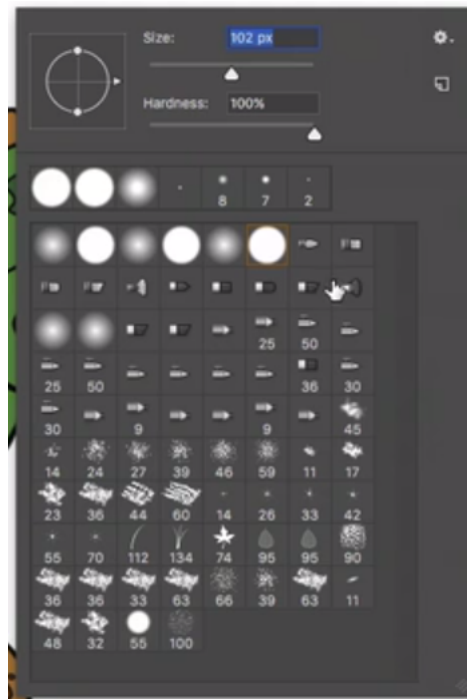 Size: 102 px
Hardness: 100%
8 7 2
25 50
25 50 36 30
30 9 9 45
14 24 27 39 46 59 11 17
23 36 44 60 14 26 33 42
55 70 112 134 74 95 95 90
36 36 33 63 66 39 63 11
48 32 55 100